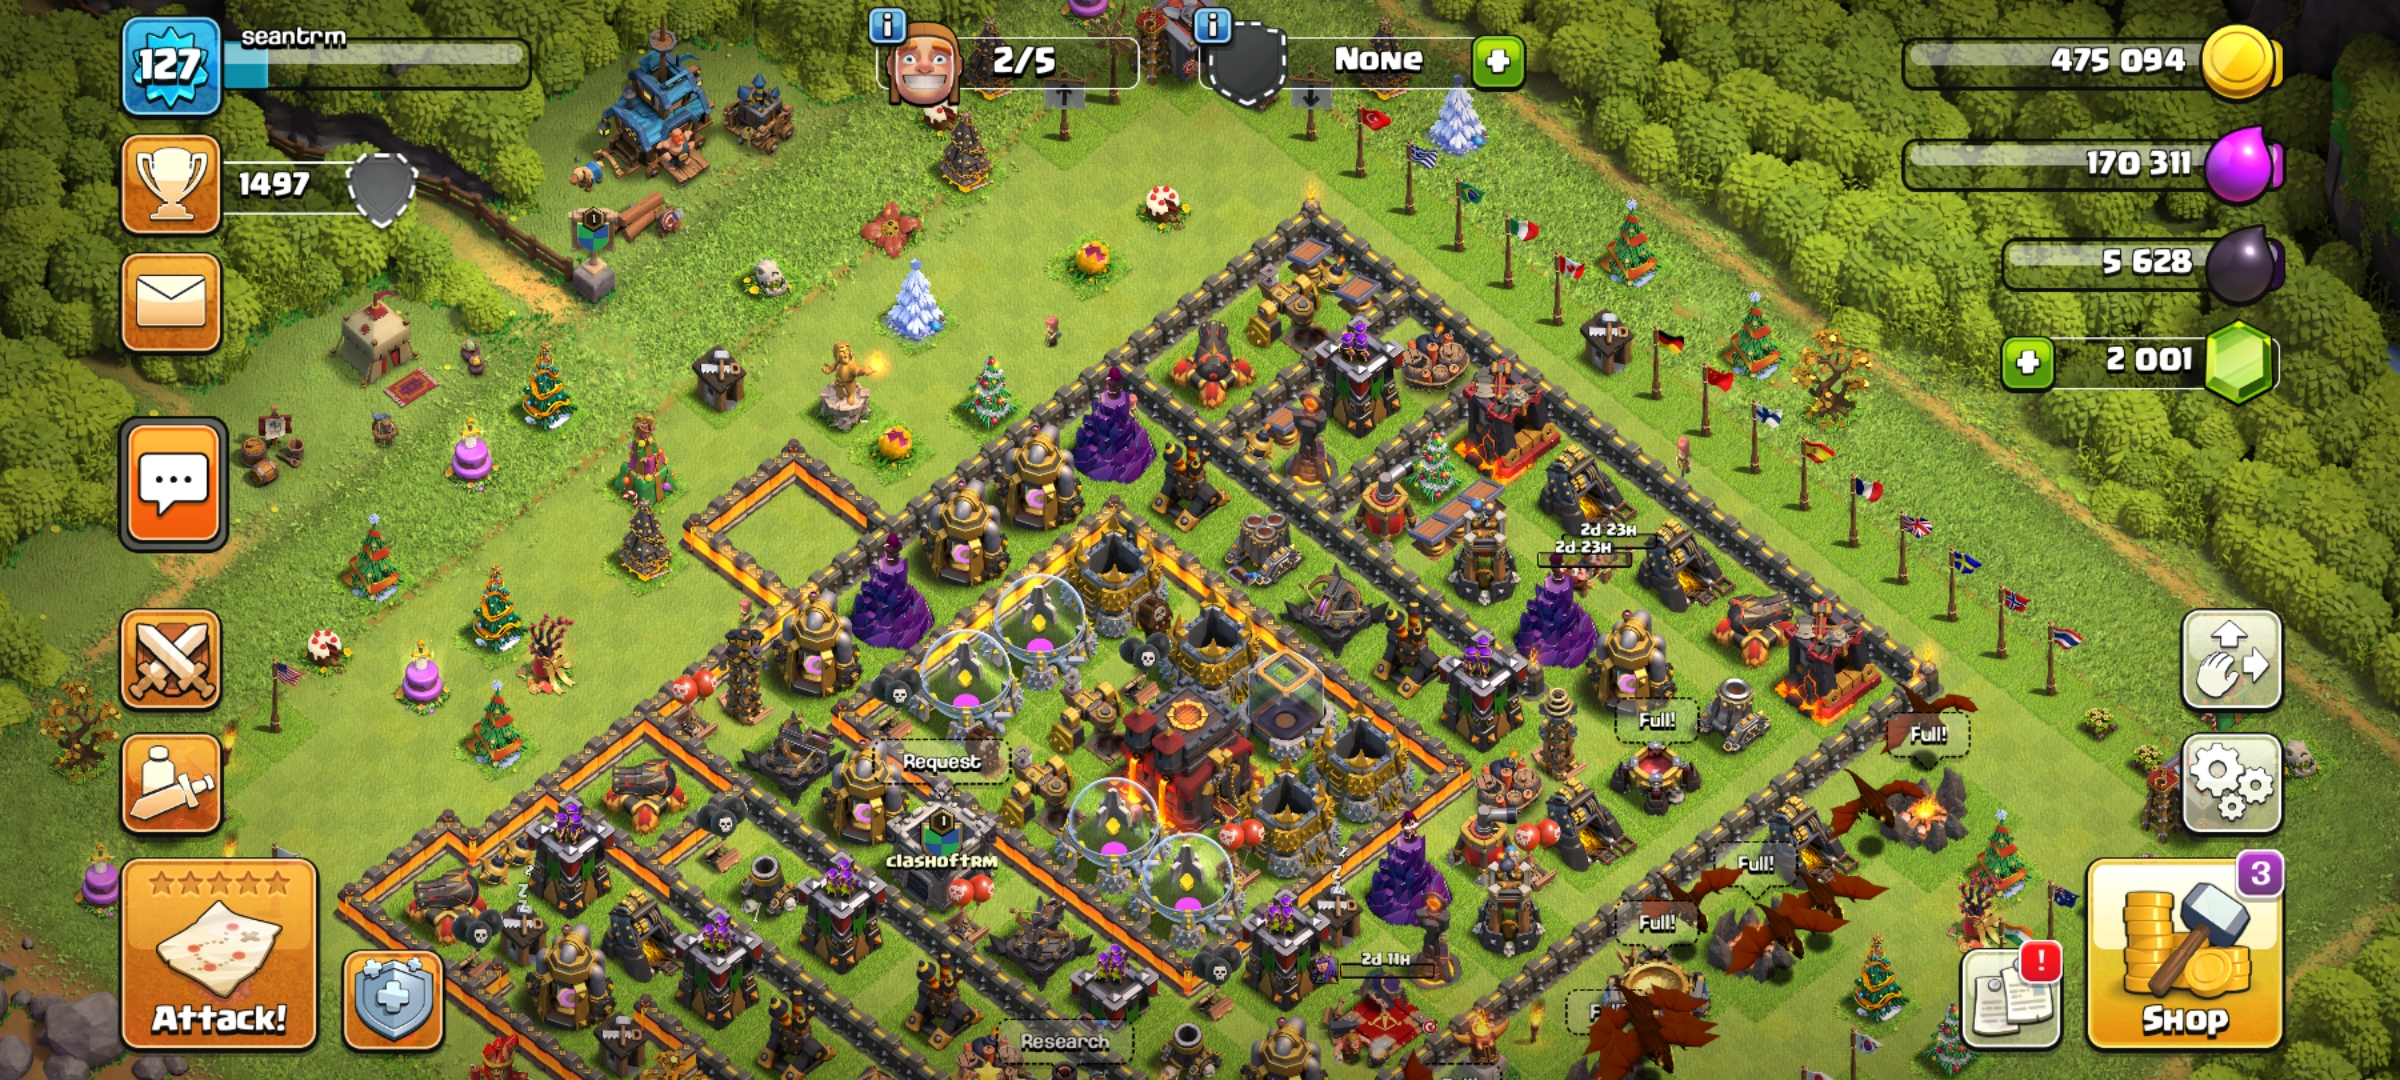 127
seantrm
2/5
None
475 094
1497
170 311
5 628
2 001
2d 23H
2d 23H
Full!
Full!
Request
1
clashoftrm
Full!
Full!
3
2d 11H
Attack!
Research
Shop